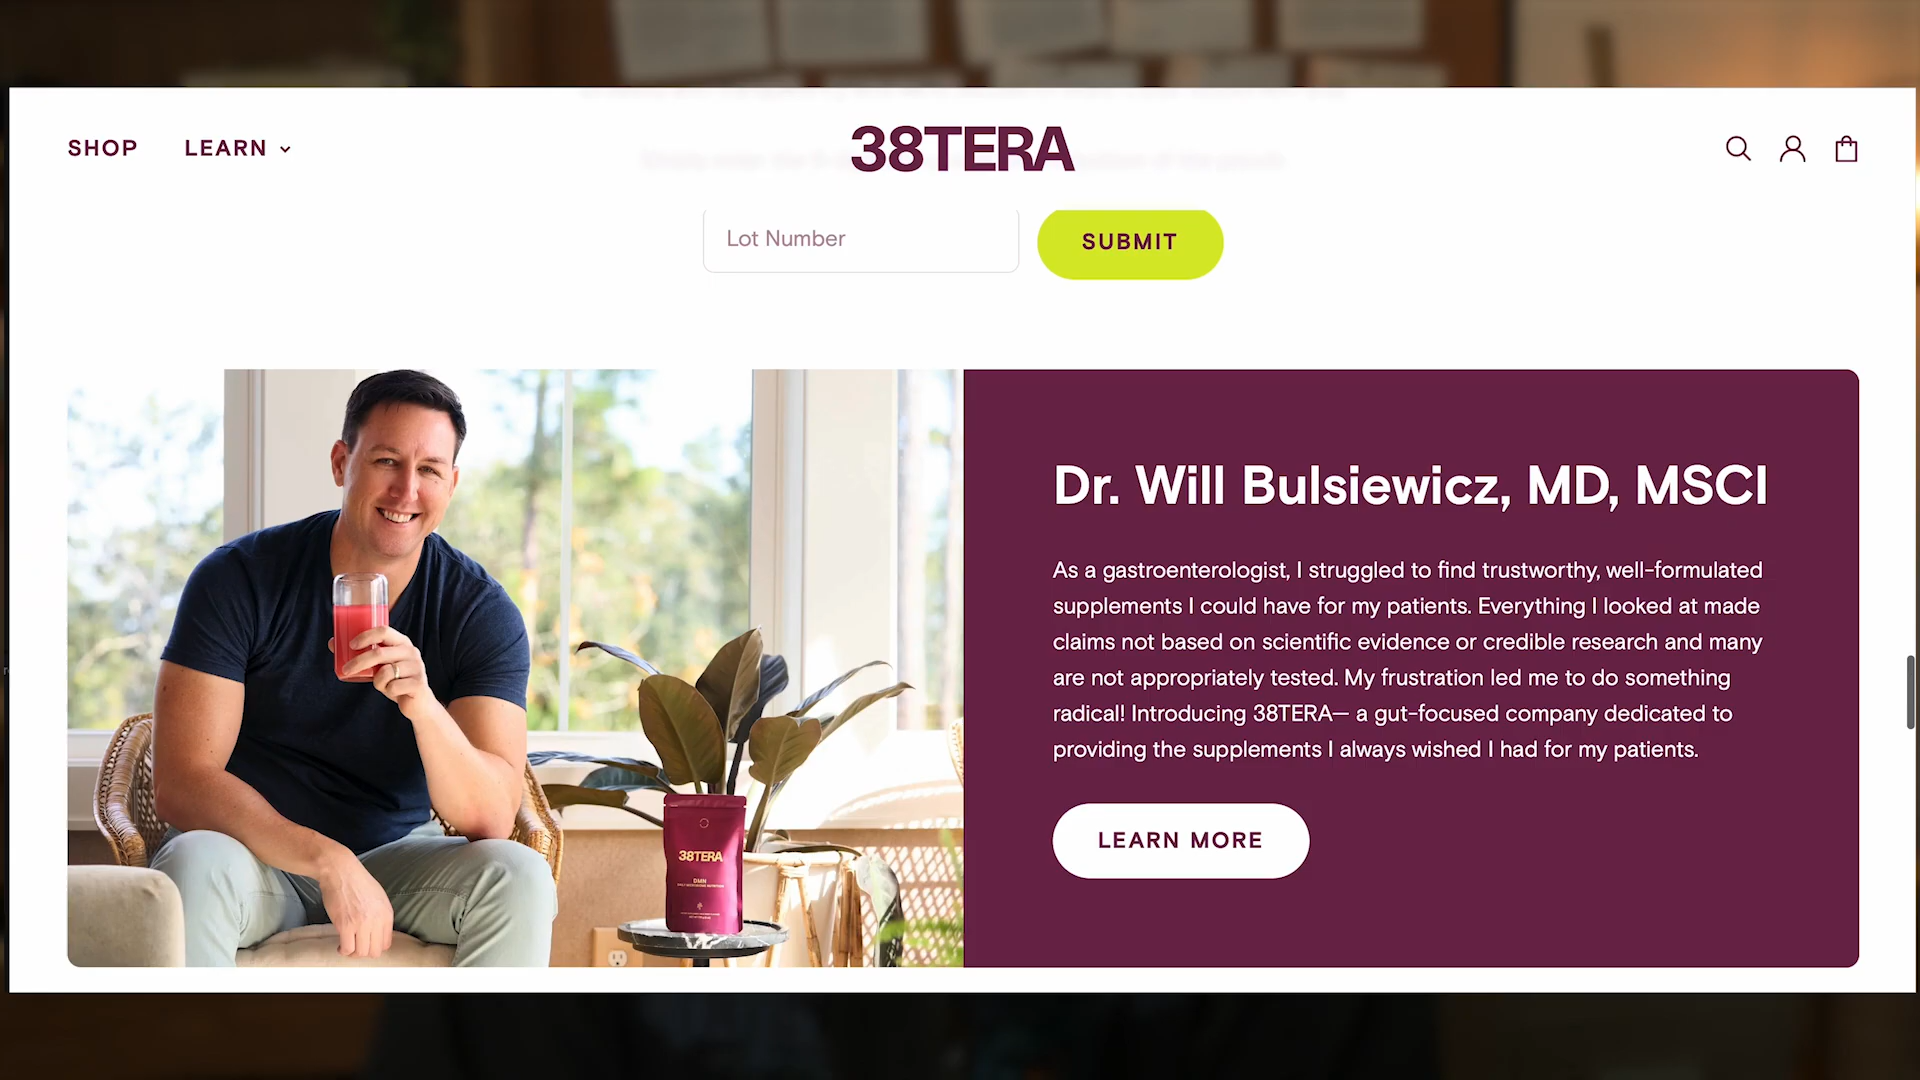 SHOP
LEARN
38TERA
Lot Number
SUBMIT
Dr. Will Bulsiewicz, MD, MSCI
As a gastroenterologist, I struggled to find trustworthy, well-formulated
supplements I could have for my patients. Everything I looked at made
claims not based on scientific evidence or credible research and many
are not appropriately tested. My frustration led me to do something
radical! Introducing 38TERA— a gut-focused company dedicated to
providing the supplements I always wished I had for my patients.
LEARN MORE
38TERA
DMN